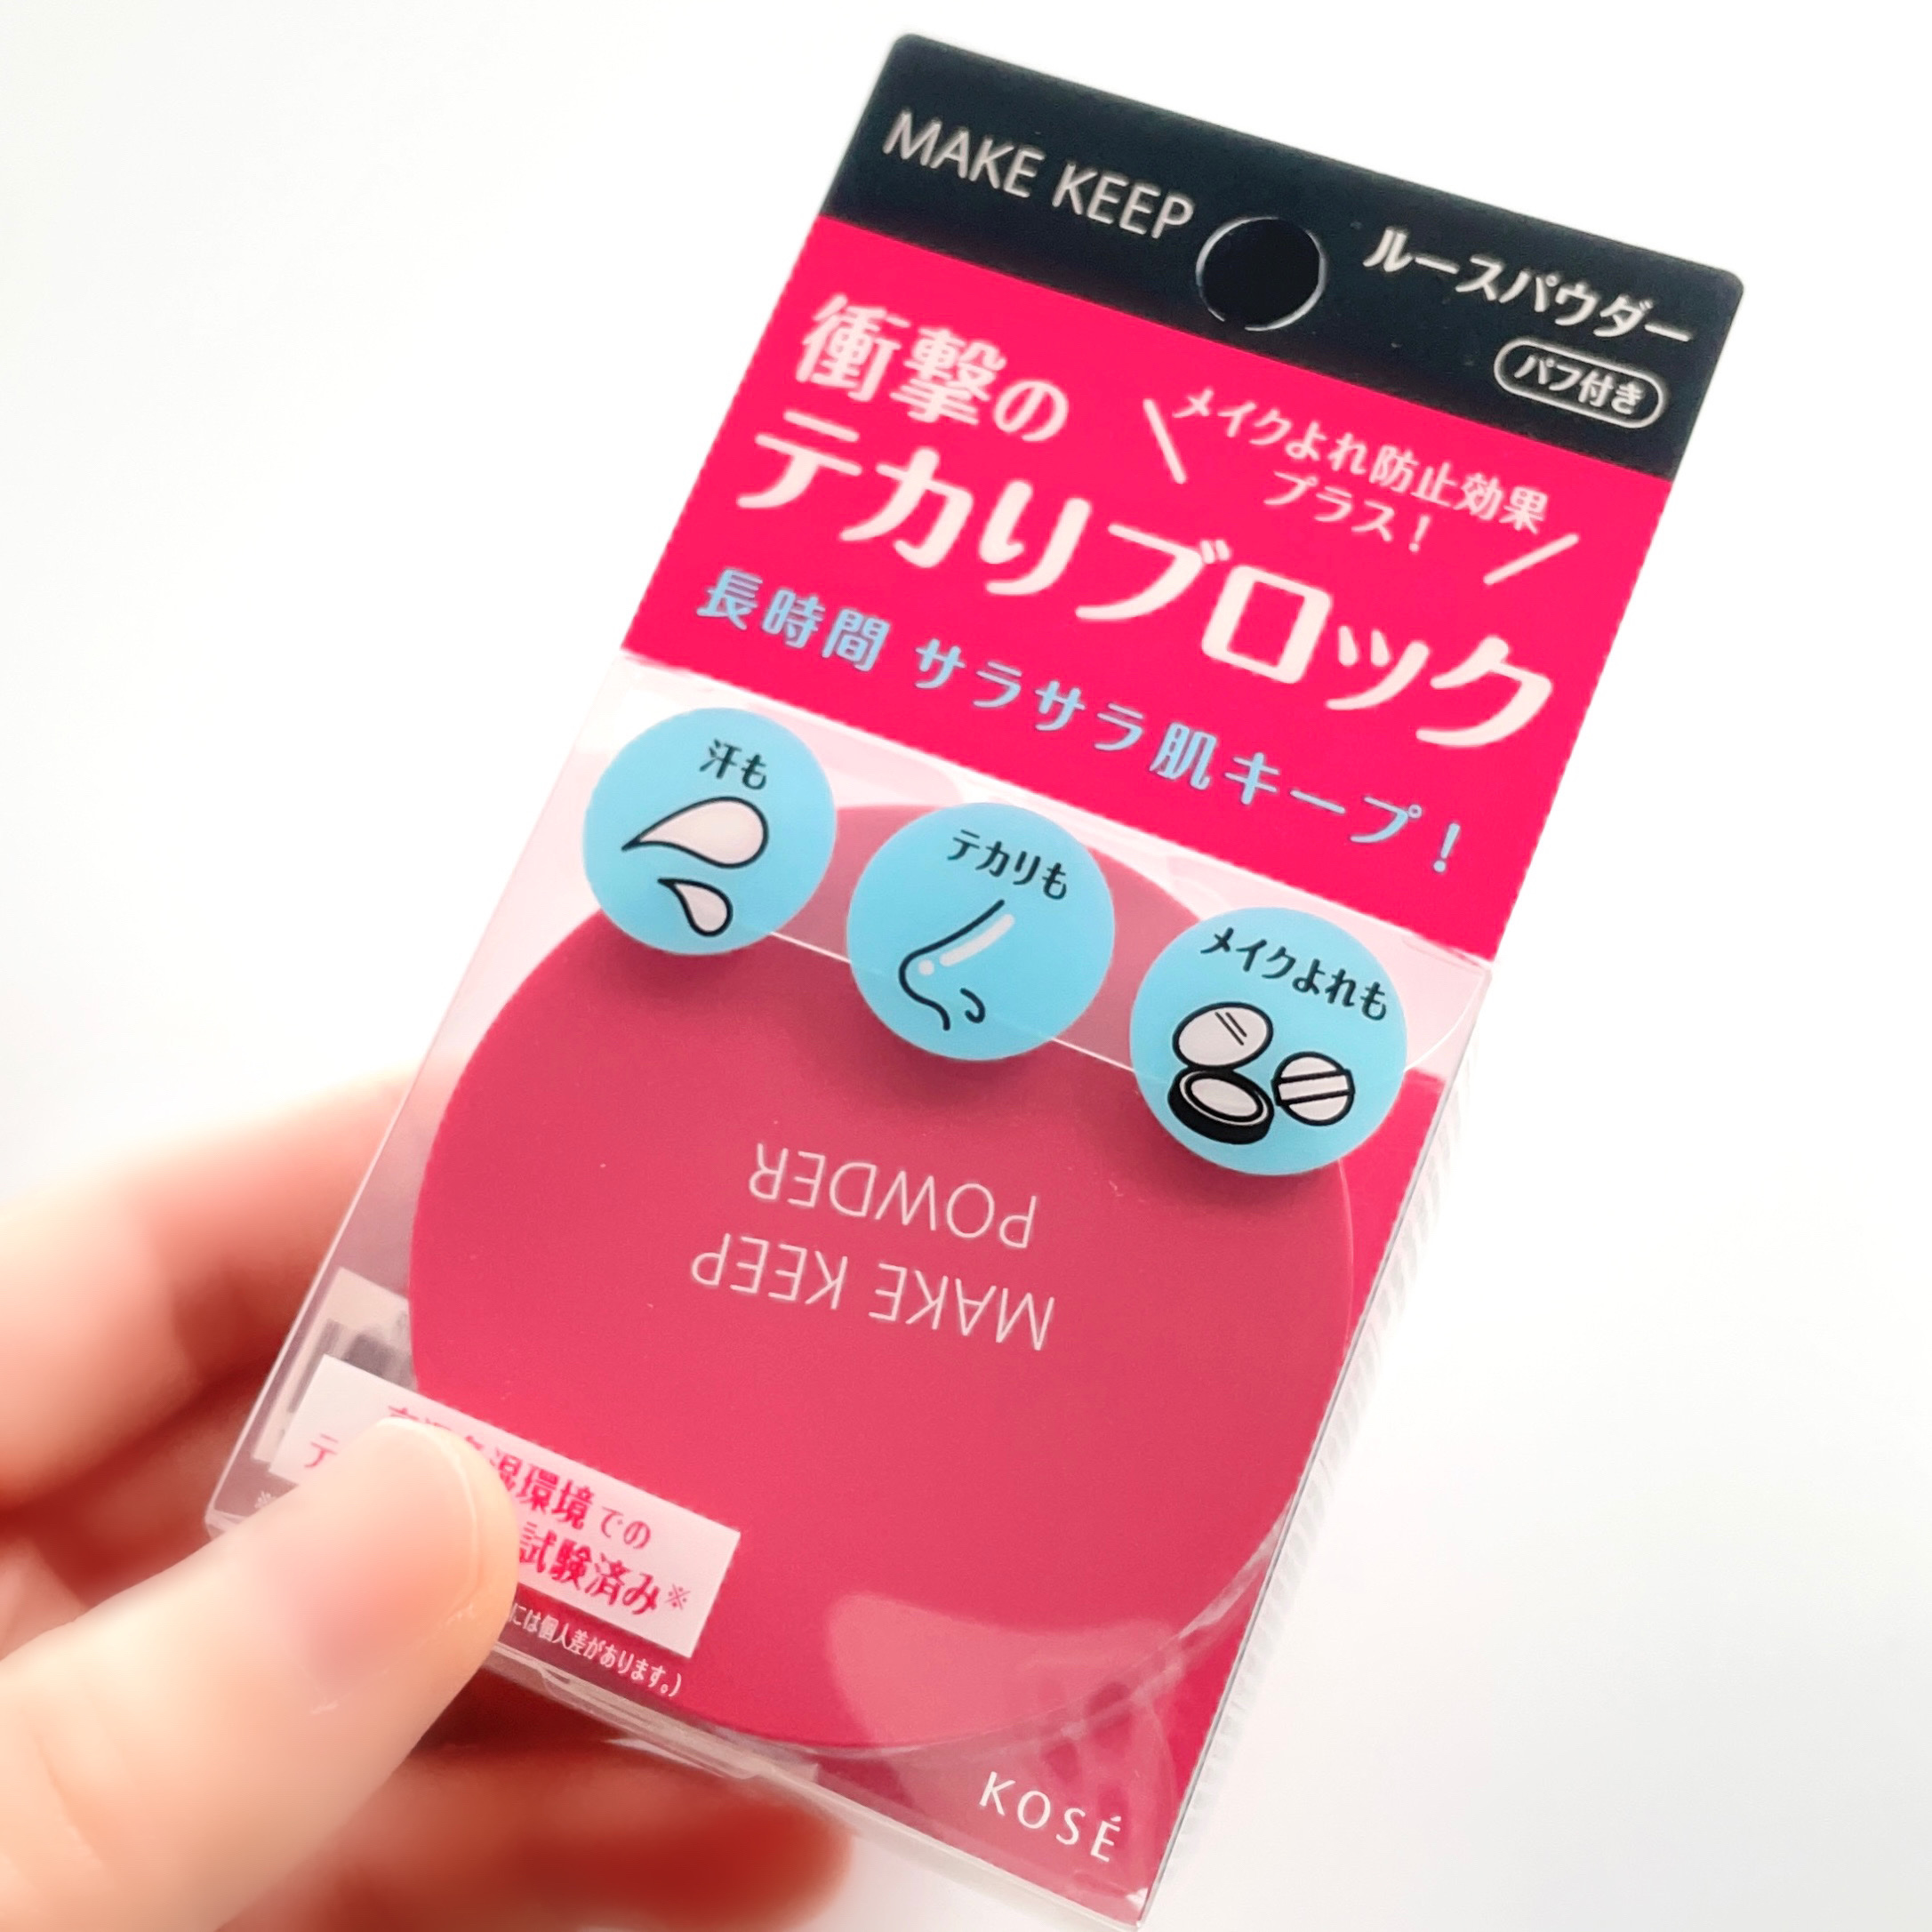 MAKE KEEP
ルースパウダー
パフ付き
衝撃の
メイクよれ防止効果
プラス！
テカリブロック
長時間 サラサラ肌キープ！
汗も
テカリも
メイクよれも
MAKE KEEP
POWDER
環境での
試験済み※
には個人差があります。)
KOSÉ